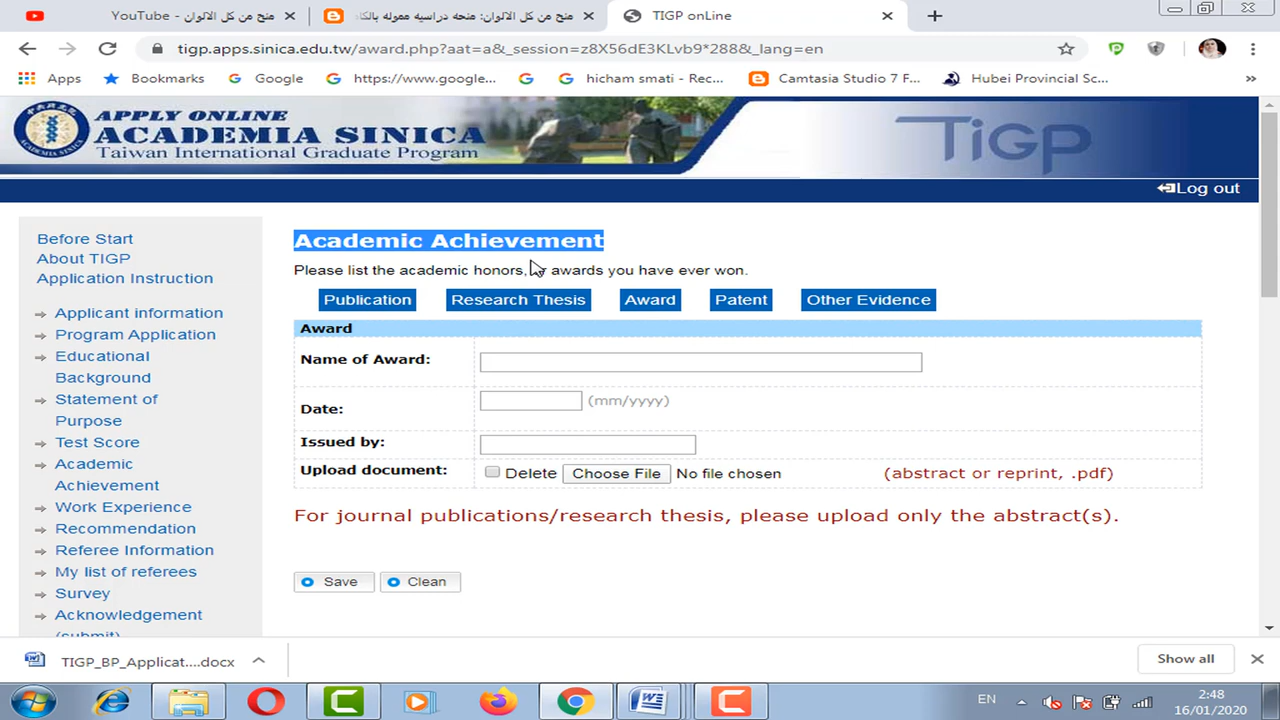 منح من كل الالوان - YouTube
منح من كل الالوان: منحه دراسيه مموله بالكا
TIGP onLine
tigp.apps.sinica.edu.tw/award.php?aat=a&_session=z8X56dE3KLvb9*288&_lang=en
Apps
Bookmarks
Google
https://www.google...
hicham smati - Rec...
Camtasia Studio 7 F...
Hubei Provincial Sc...
»
APPLY ONLINE
ACADEMIA SINICA
Taiwan International Graduate Program
TiGP
Log out
Before Start
About TIGP
Application Instruction
Applicant information
Program Application
Educational
Background
Statement of
Purpose
Test Score
Academic
Achievement
Work Experience
Recommendation
Referee Information
My list of referees
Survey
Acknowledgement
(submit)
Academic Achievement
Please list the academic honors, or awards you have ever won.
Publication
Research Thesis
Award
Patent
Other Evidence
Award
Name of Award:
Date:
(mm/yyyy)
Issued by:
Upload document:
Delete
Choose File
No file chosen
(abstract or reprint, .pdf)
For journal publications/research thesis, please upload only the abstract(s).
Save
Clean
TIGP_BP_Applicat....docx
Show all
EN
2:48
16/01/2020